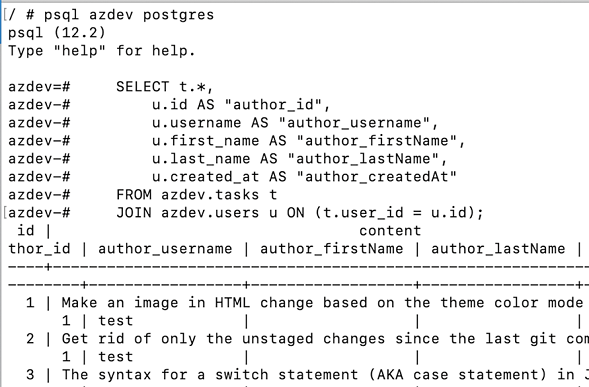 / # psql azdev postgres
psql (12.2)
Type "help" for help.
azdev=#     SELECT t.*,
azdev-#         u.id AS "author_id",
azdev-#         u.username AS "author_username",
azdev-#         u.first_name AS "author_firstName",
azdev-#         u.last_name AS "author_lastName",
azdev-#         u.created_at AS "author_createdAt"
azdev-#     FROM azdev.tasks t
azdev-#     JOIN azdev.users u ON (t.user_id = u.id);
 id |                                  content
thor_id | author_username | author_firstName | author_lastName |
----+------------------------------------------------------------
--------+-----------------+------------------+-----------------+
  1 | Make an image in HTML change based on the theme color mode
      1 | test            |                  |                 |
  2 | Get rid of only the unstaged changes since the last git com
      1 | test            |                  |                 |
  3 | The syntax for a switch statement (AKA case statement) in J